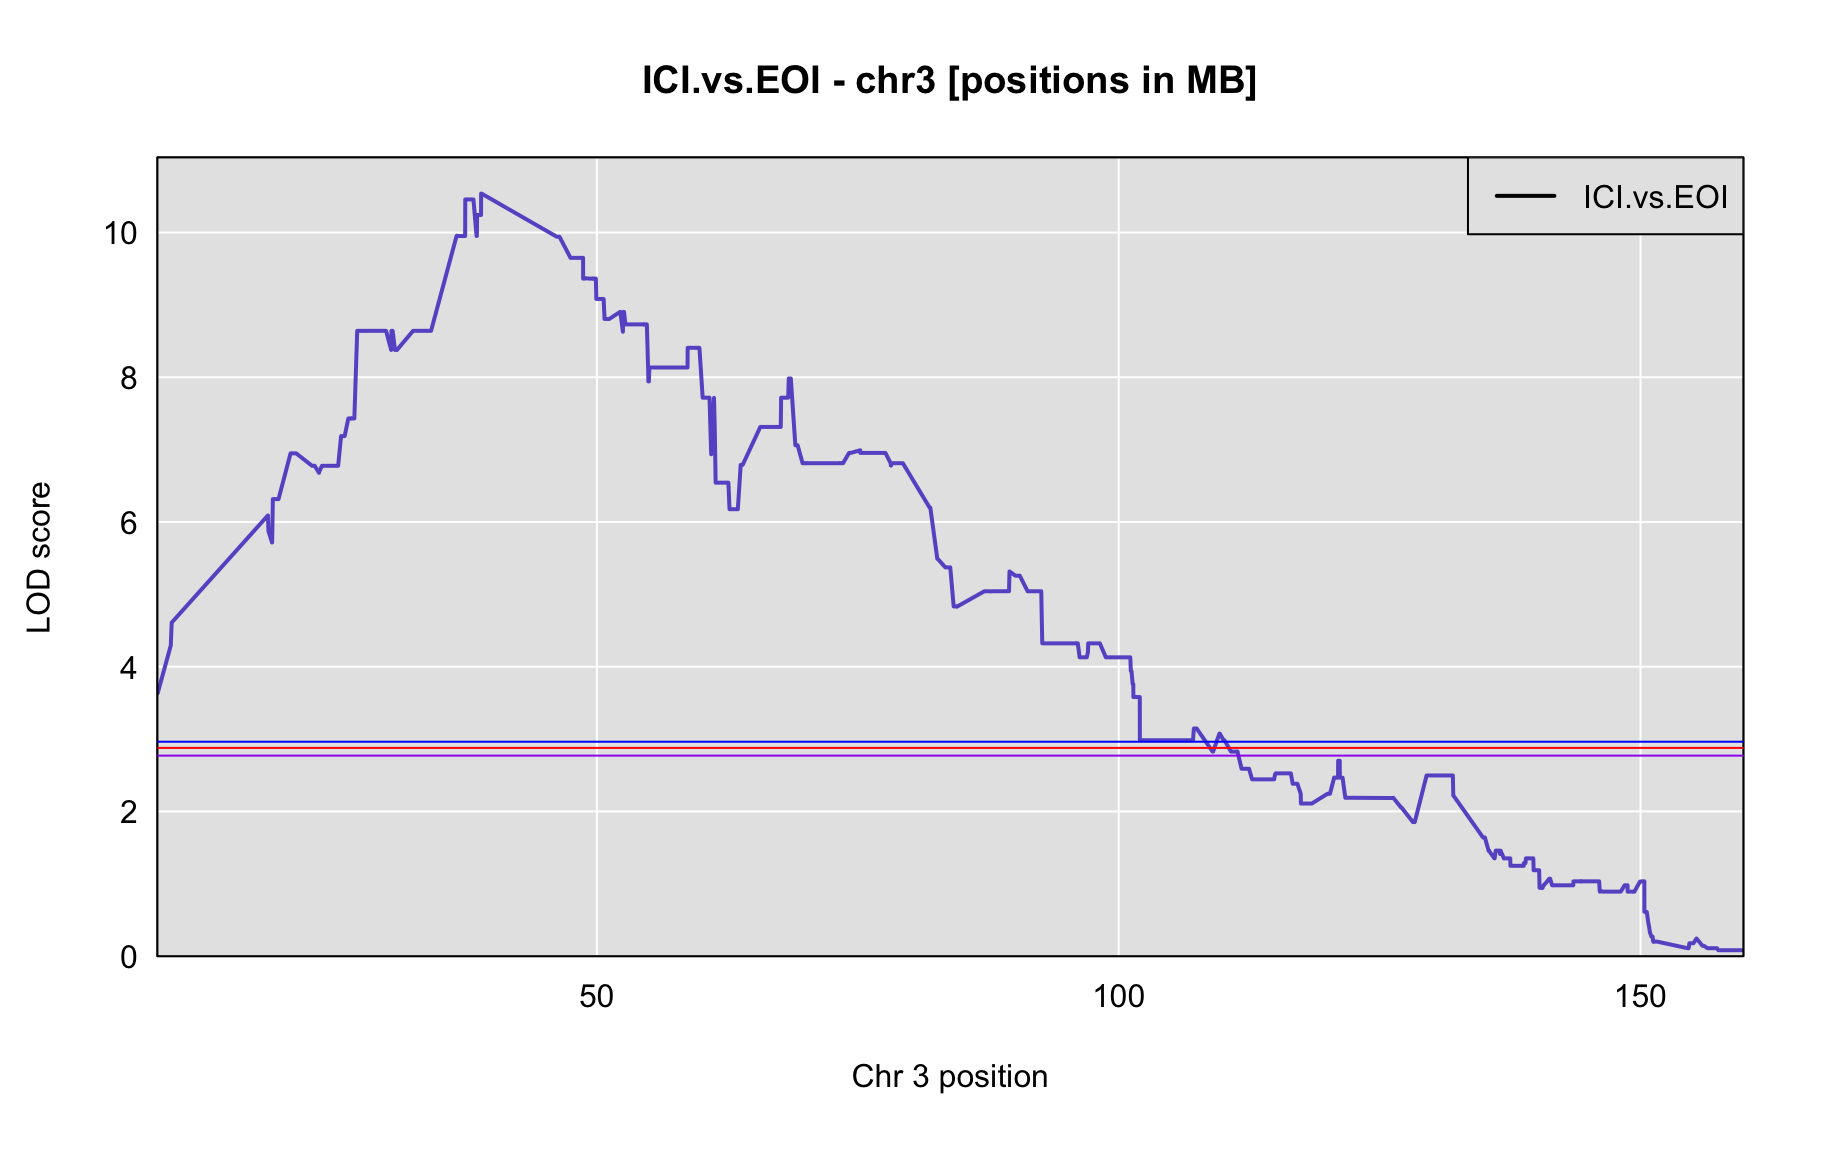 ICI.vs.EOI - chr3 [positions in MB]
ICI.vs.EOI
10
8
6
4
2
0
LOD score
50 100 150
Chr 3 position